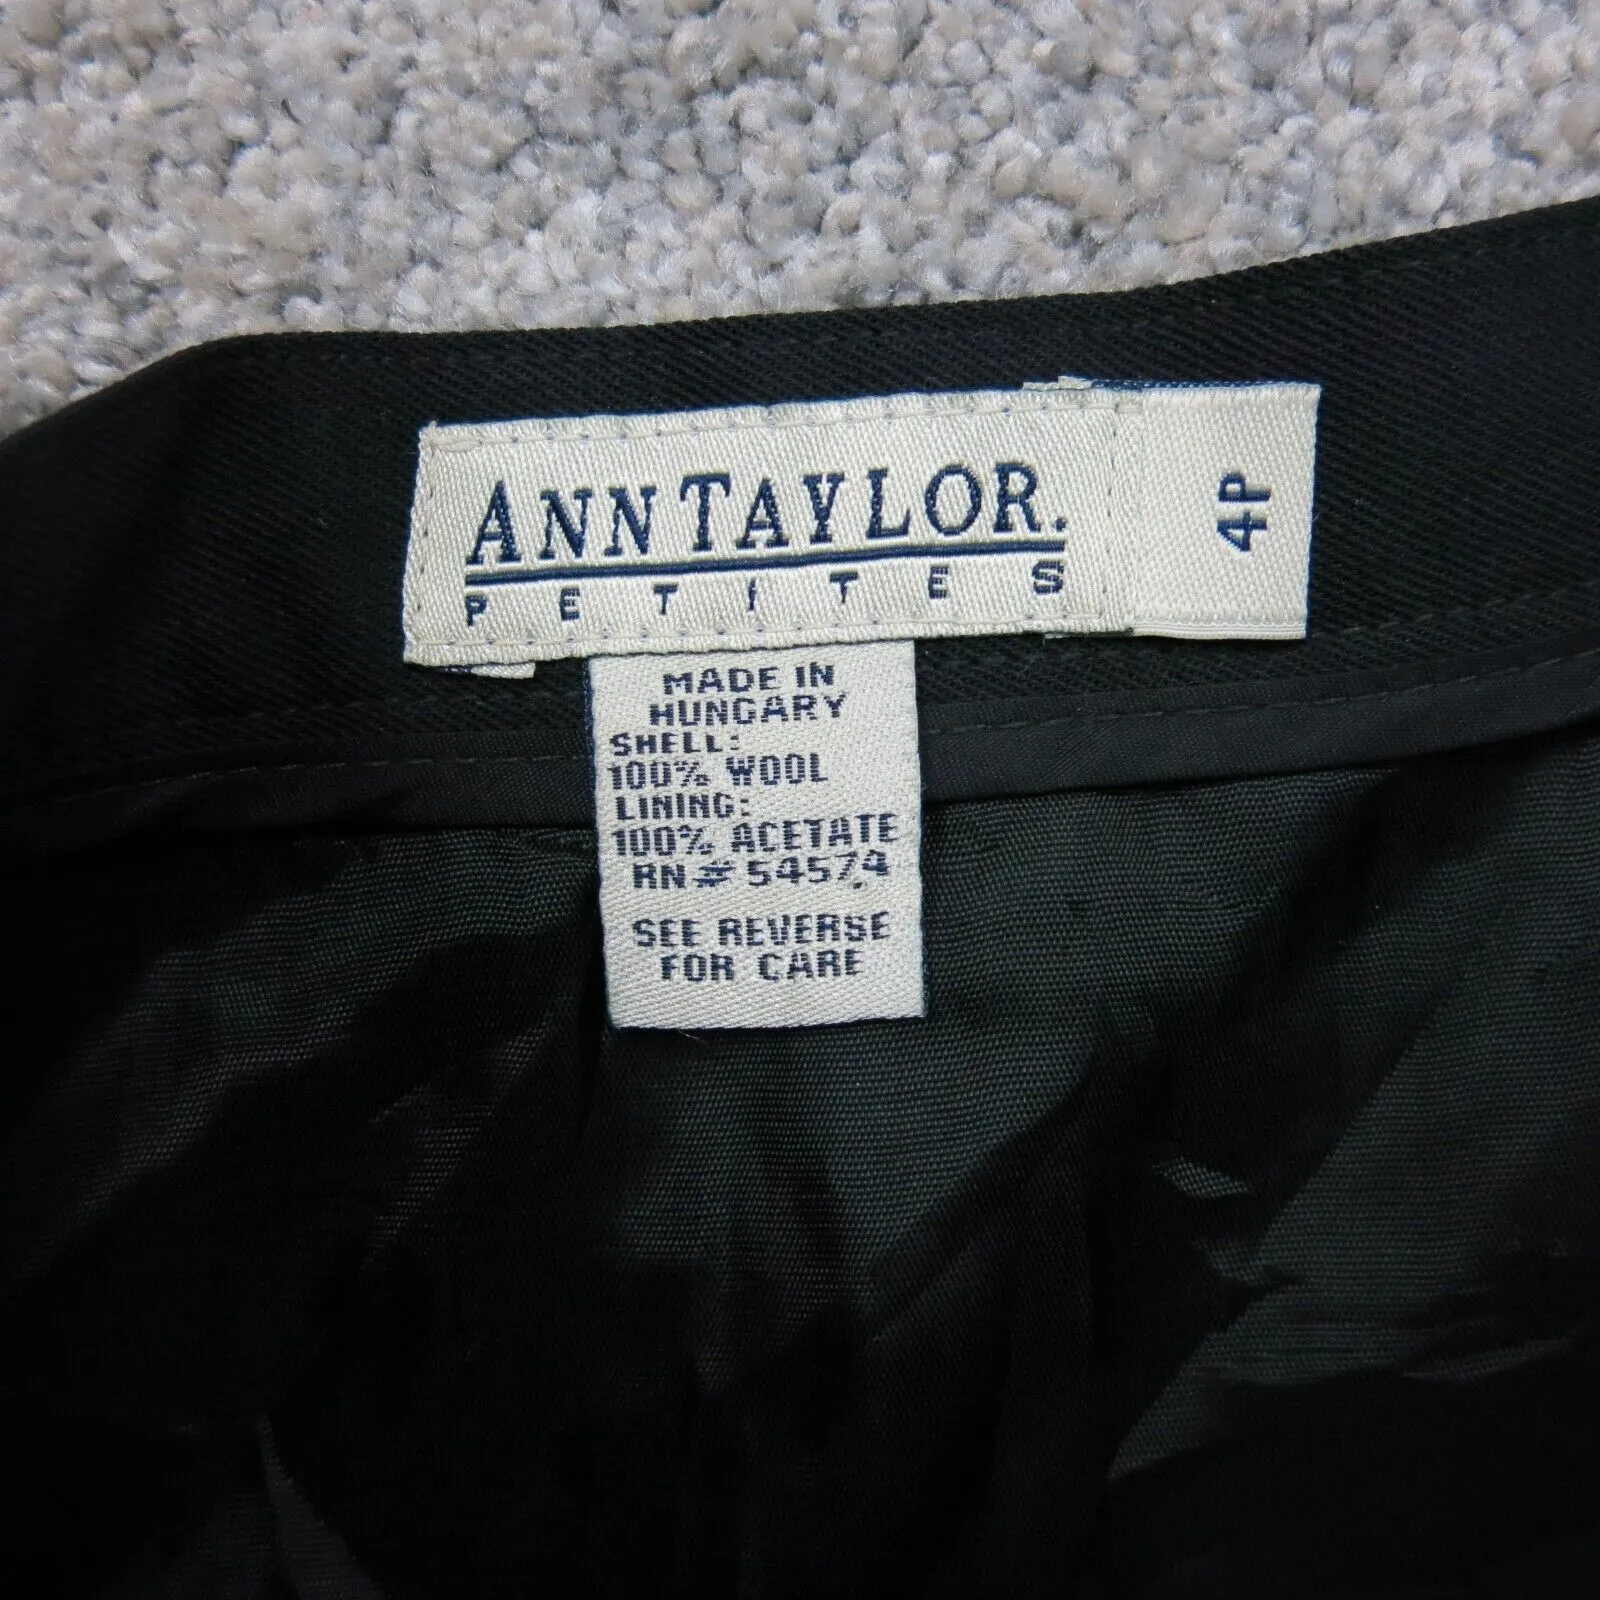 ANNTAYLOR.
PETITES
4P
MADE IN
HUNGARY
SHELL:
100% WOOL
LINING:
100% ACETATE
RN# 54574
SEE REVERSE
FOR CARE